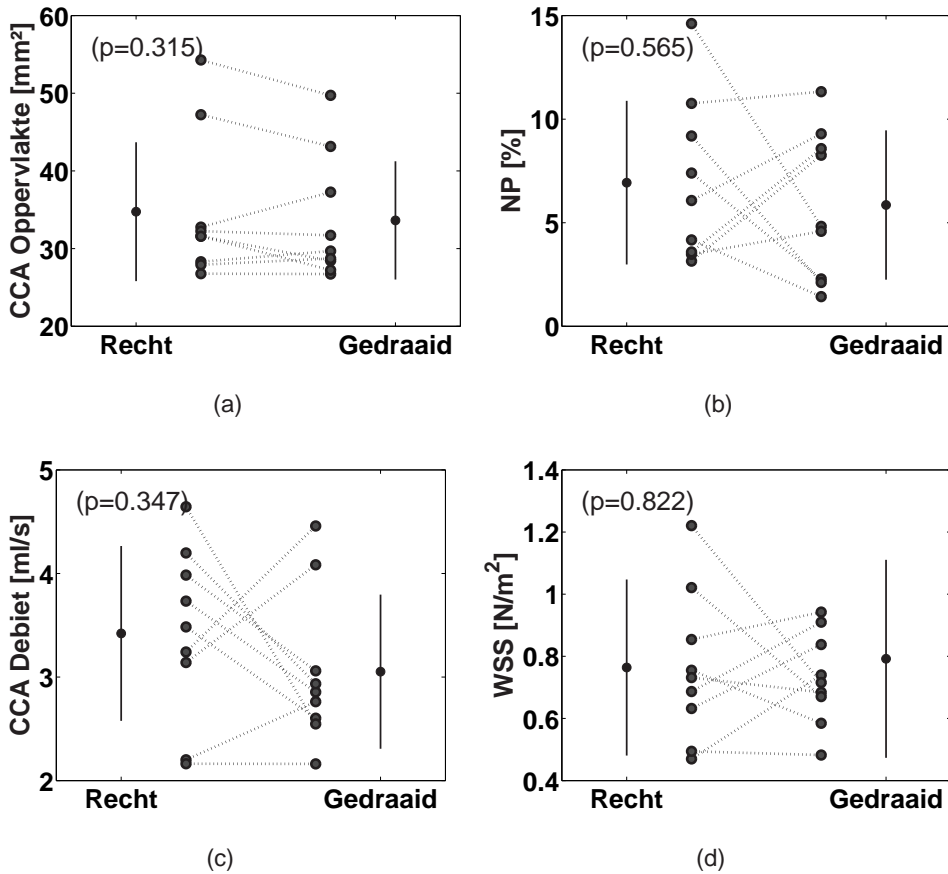 60
50
40
30
20
CCA Oppervlakte [mm²]
(p=0.315)
Recht
Gedraaid
(a)
15
10
5
0
NP [%]
(p=0.565)
Recht
Gedraaid
(b)
5
4
3
2
CCA Debiet [ml/s]
(p=0.347)
Recht
Gedraaid
(c)
1.4
1.2
1
0.8
0.6
0.4
WSS [N/m²]
(p=0.822)
Recht
Gedraaid
(d)